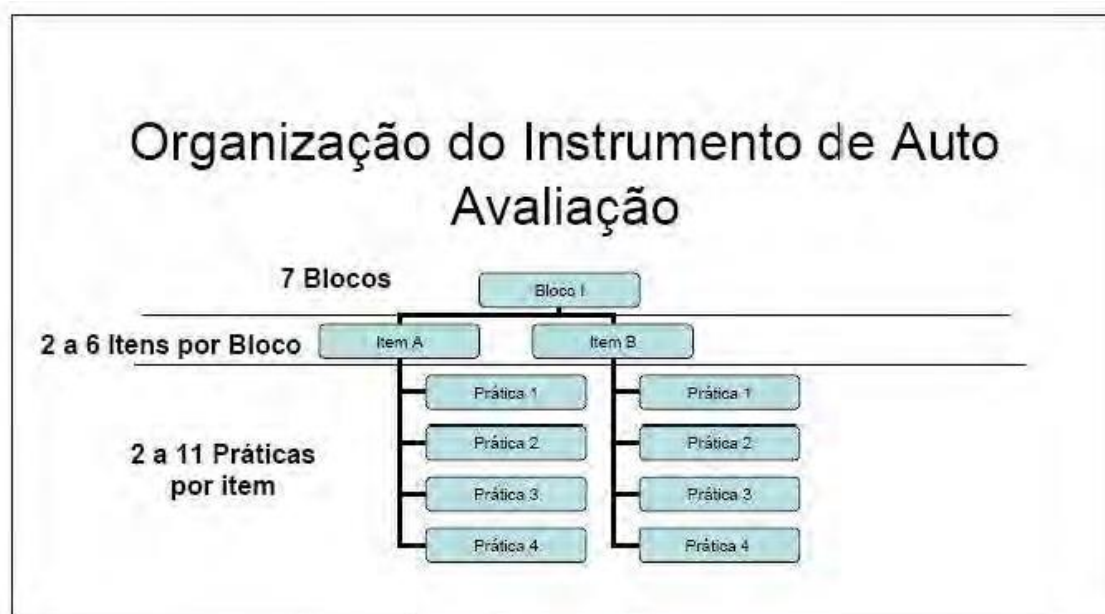 Organização do Instrumento de Auto
Avaliação
7 Blocos
Bloco I
2 a 6 Itens por Bloco
Item A
Item B
Prática 1
Prática 1
Prática 2
Prática 2
2 a 11 Práticas
por item
Prática 3
Prática 3
Prática 4
Prática 4